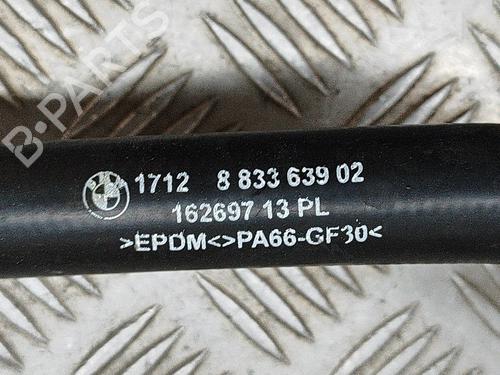 B-PARTS
1712 8 833 639 02
162697 13 PL
>EPDM<>PA66-GF30<